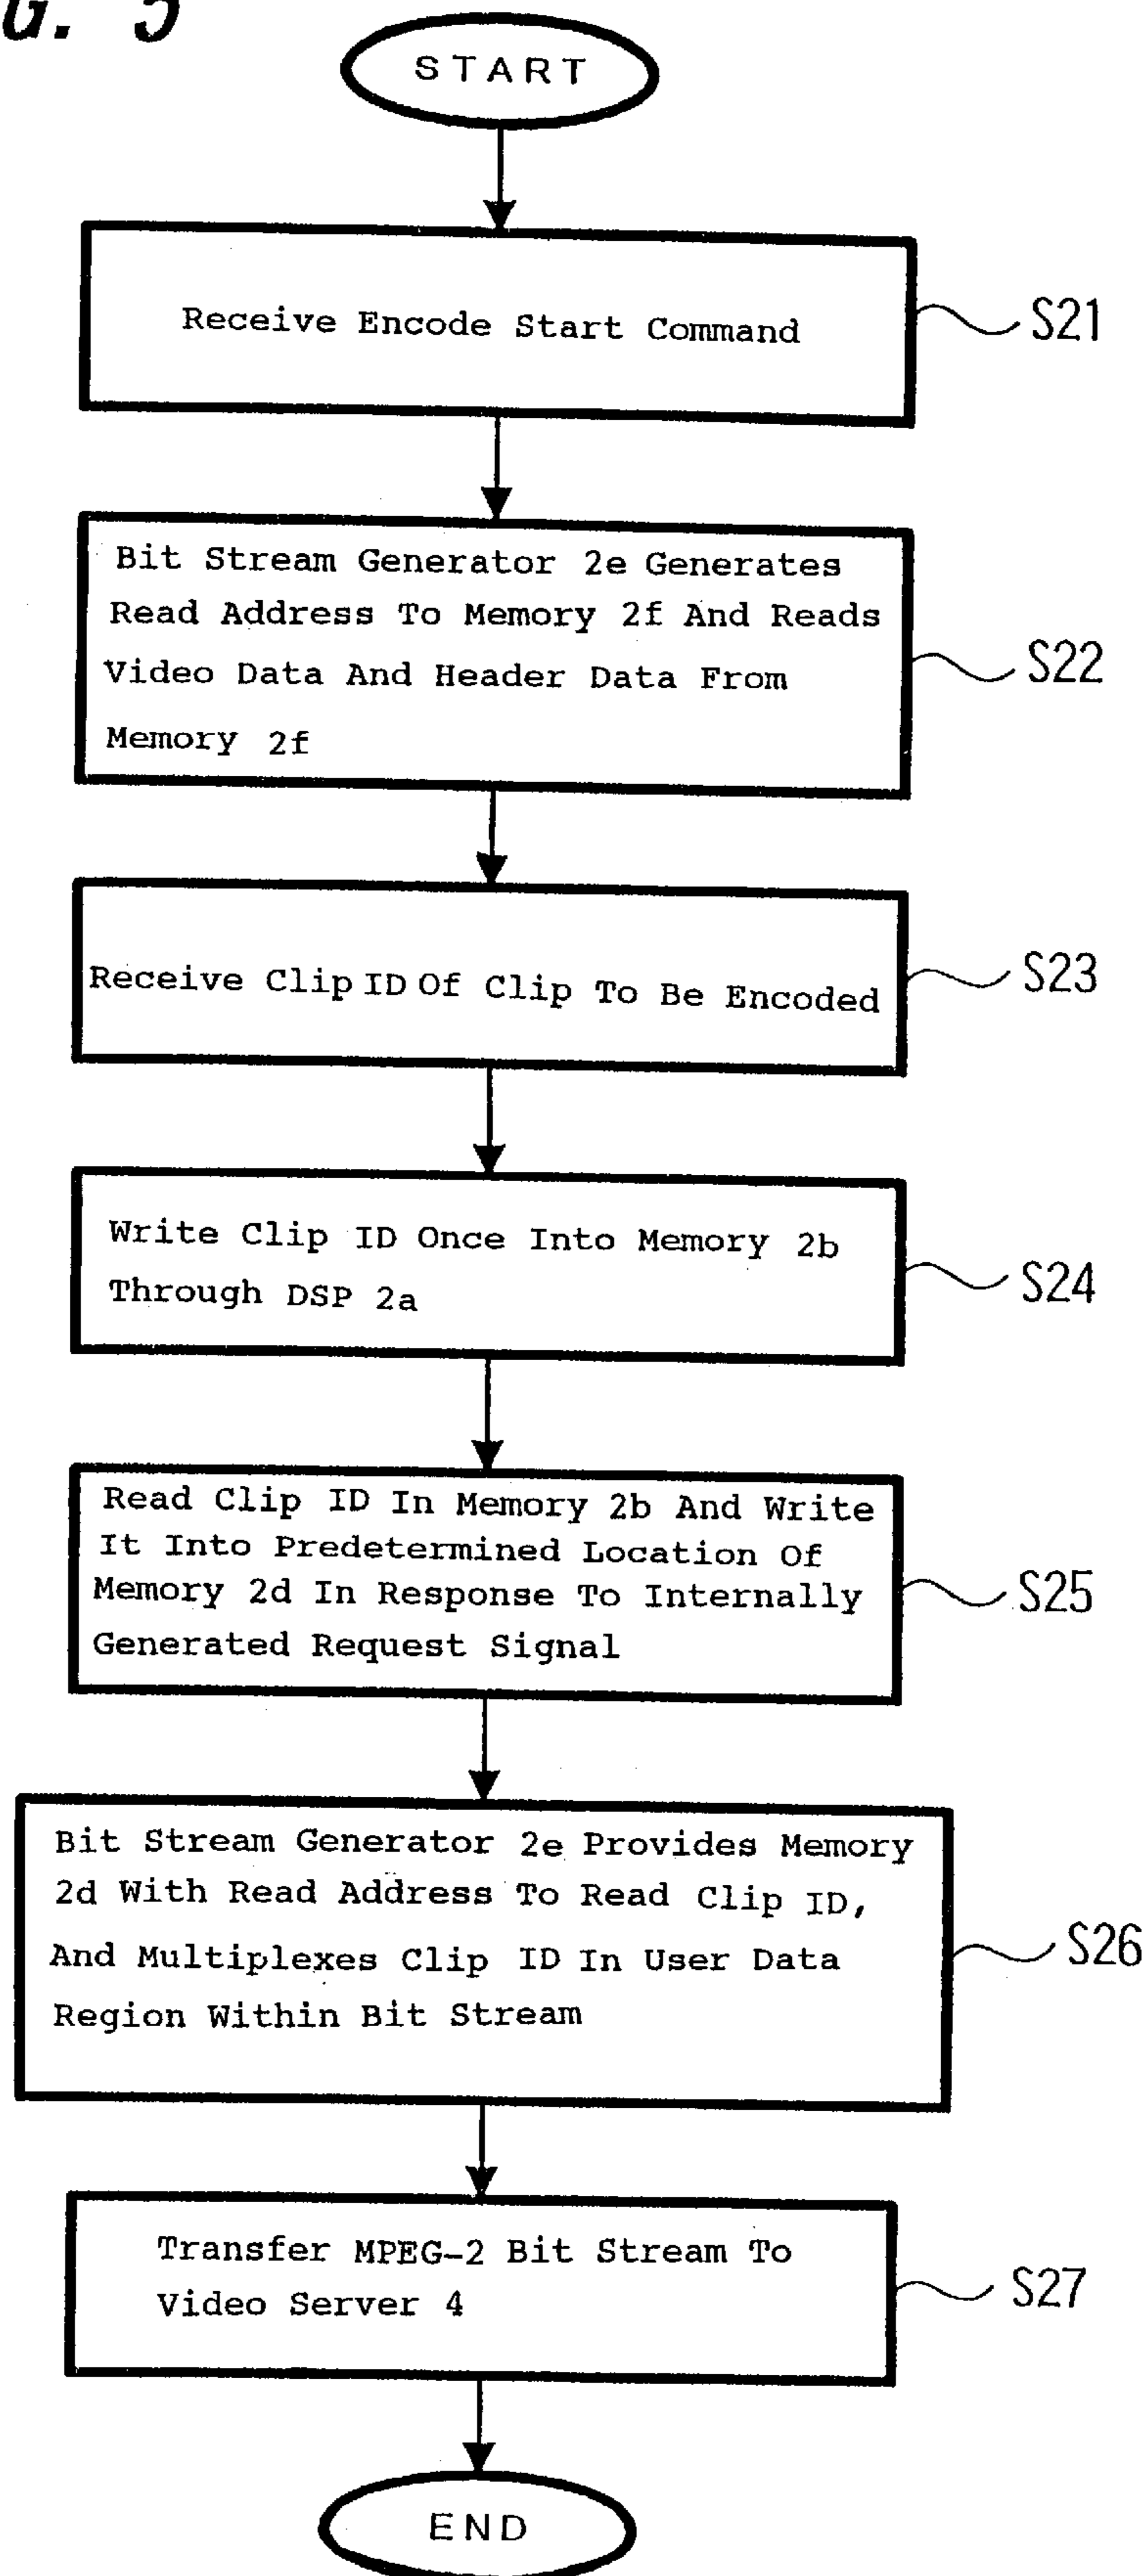 G. 5
START
Receive Encode Start Command
S21
Bit Stream Generator 2e Generates
Read Address To Memory 2f And Reads
Video Data And Header Data From
Memory 2f
S22
Receive Clip ID Of Clip To Be Encoded
S23
Write Clip ID Once Into Memory 2b
Through DSP 2a
S24
Read Clip ID In Memory 2b And Write
It Into Predetermined Location Of
Memory 2d In Response To Internally
Generated Request Signal
S25
Bit Stream Generator 2e Provides Memory
2d With Read Address To Read Clip ID,
And Multiplexes Clip ID In User Data
Region Within Bit Stream
S26
Transfer MPEG-2 Bit Stream To
Video Server 4
S27
END